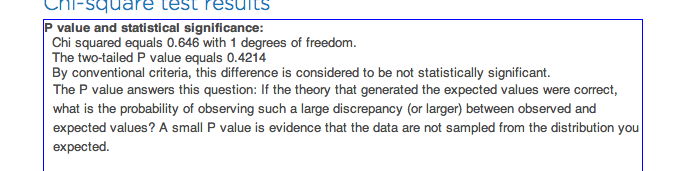 Chi-square test results
P value and statistical significance:
Chi squared equals 0.646 with 1 degrees of freedom.
The two-tailed P value equals 0.4214
By conventional criteria, this difference is considered to be not statistically significant.
The P value answers this question: If the theory that generated the expected values were correct,
what is the probability of observing such a large discrepancy (or larger) between observed and
expected values? A small P value is evidence that the data are not sampled from the distribution you
expected.